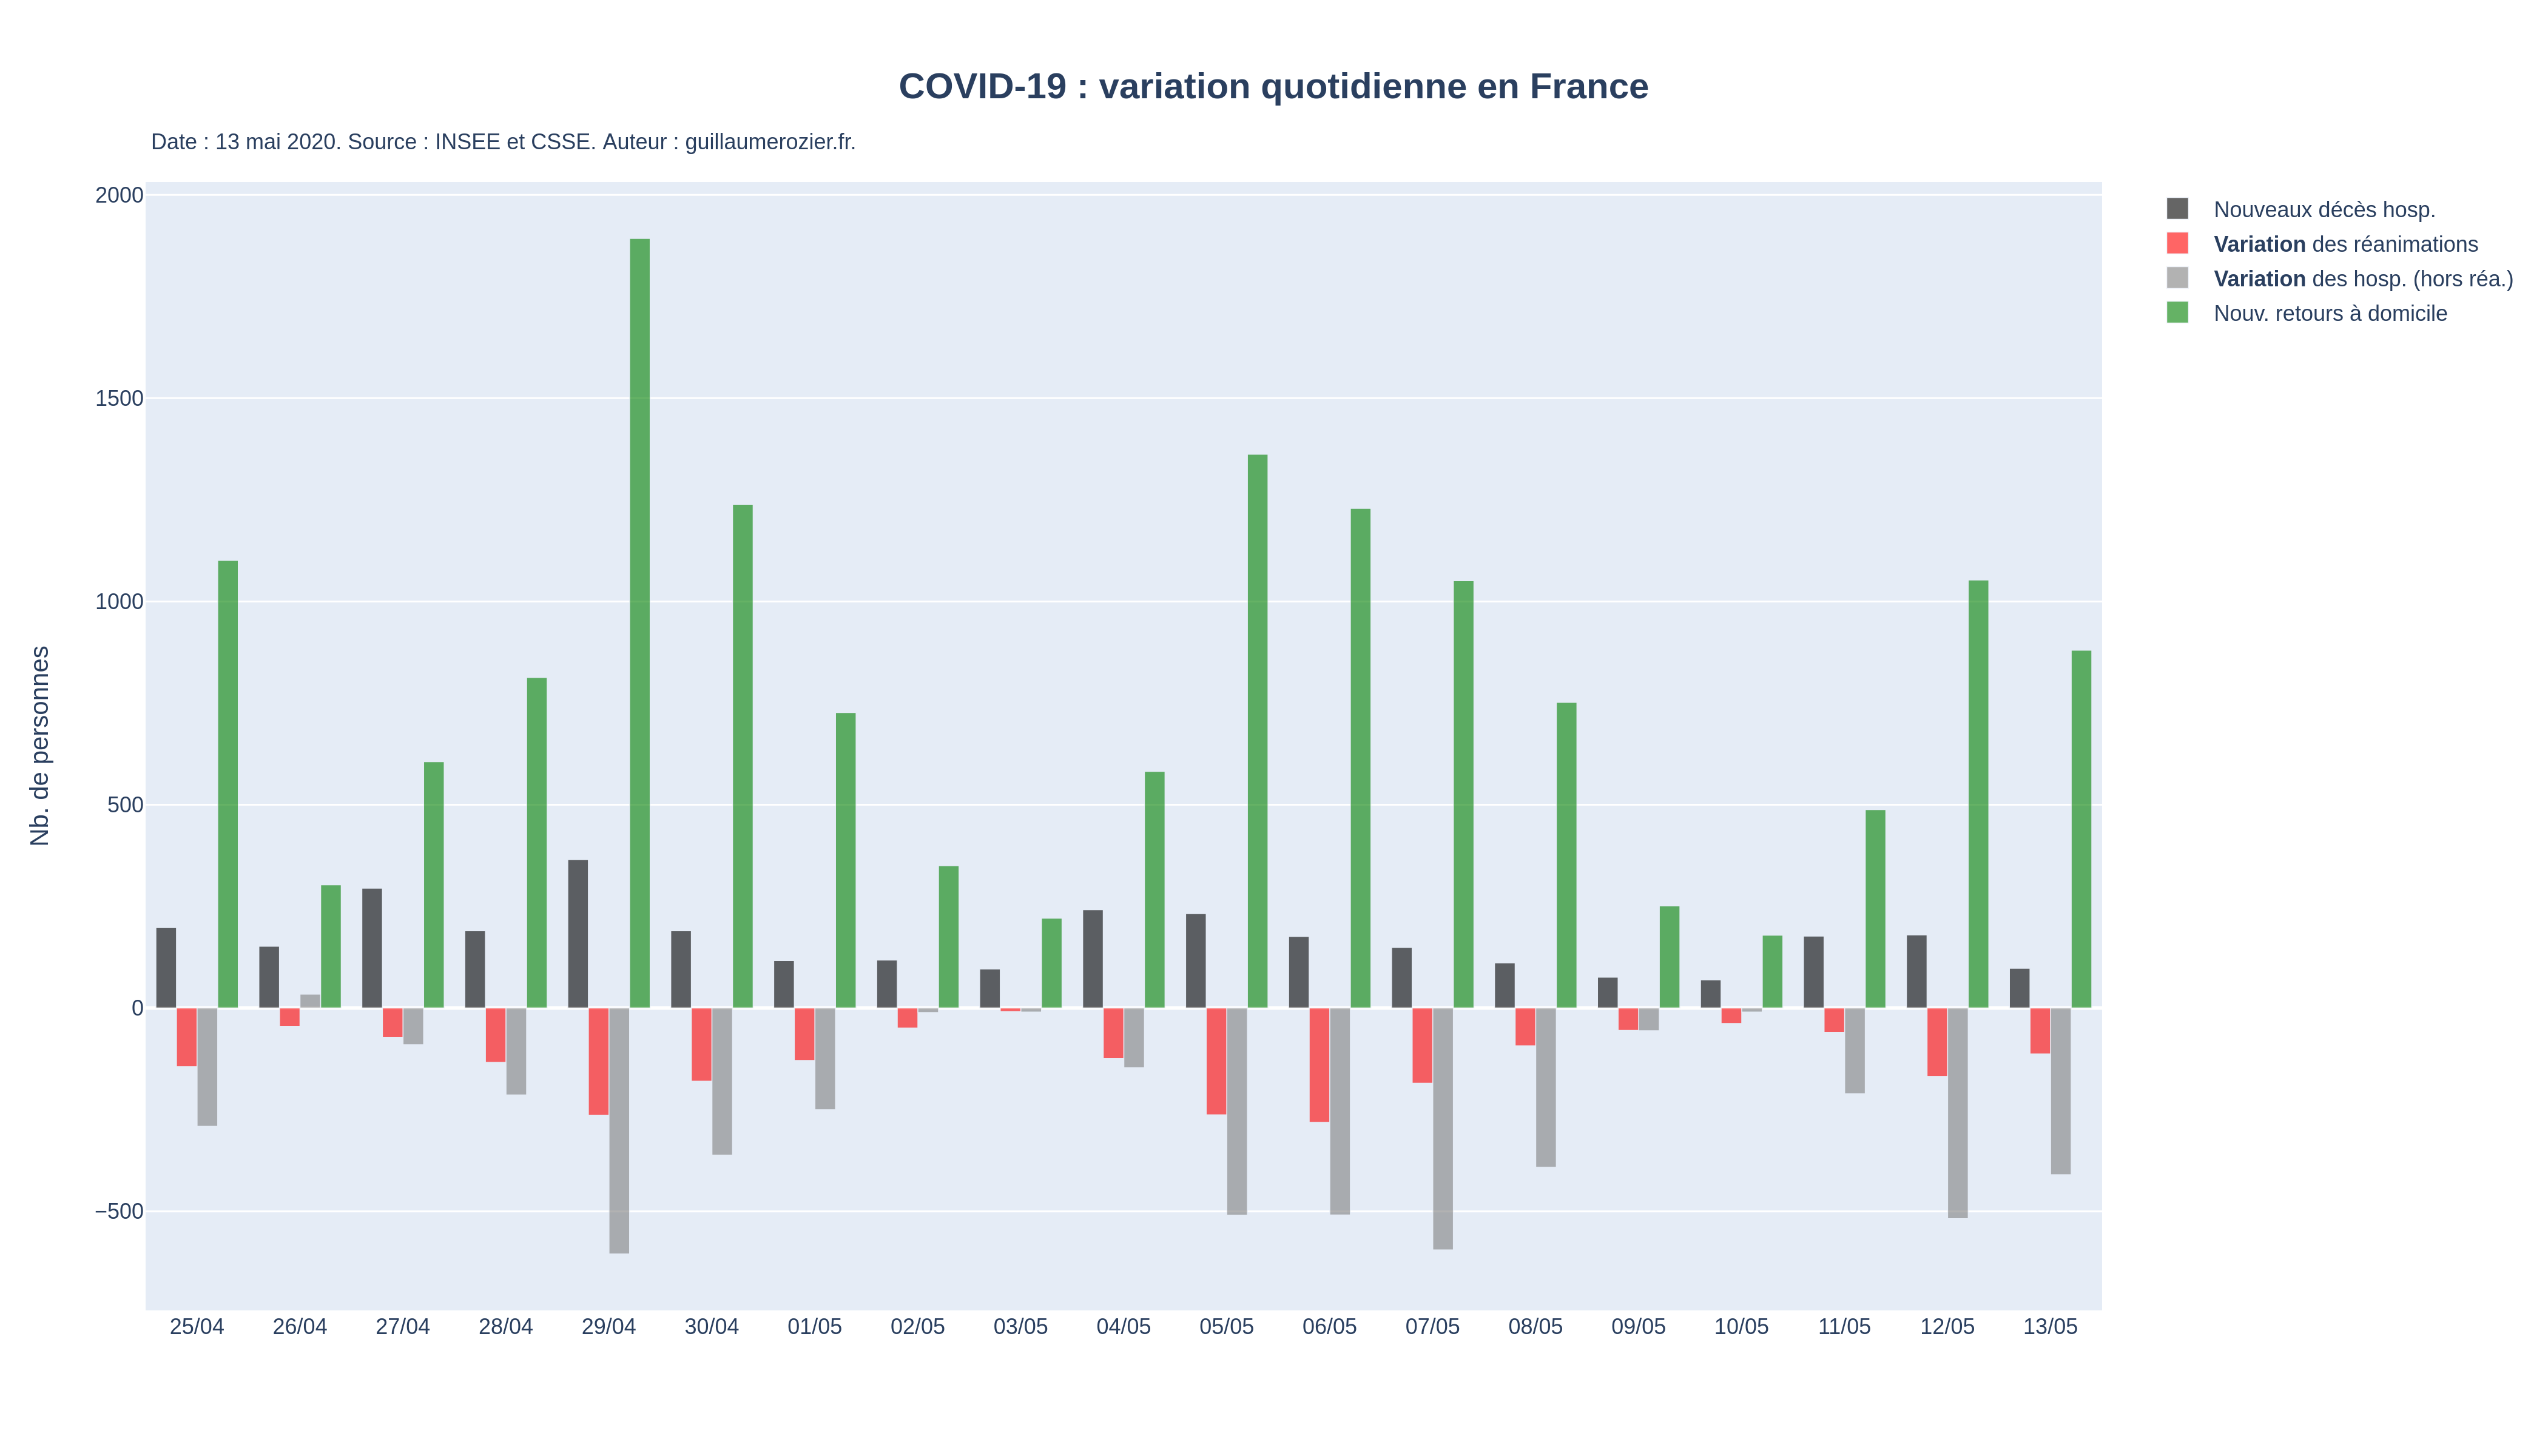 COVID-19 : variation quotidienne en France
Date : 13 mai 2020. Source : INSEE et CSSE. Auteur : guillaumerozier.fr.
Nouveaux décès hosp.
Variation des réanimations
Variation des hosp. (hors réa.)
Nouv. retours à domicile
Nb. de personnes
2000
1500
1000
500
0
−500
25/04 26/04 27/04 28/04 29/04 30/04 01/05 02/05 03/05 04/05 05/05 06/05 07/05 08/05 09/05 10/05 11/05 12/05 13/05